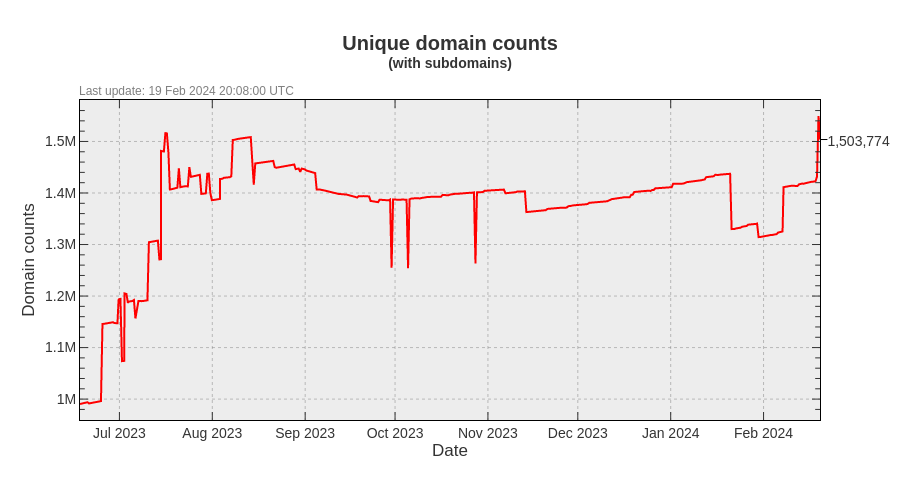 Unique domain counts
(with subdomains)
Last update: 19 Feb 2024 20:08:00 UTC
1.5M
1,503,774
1.4M
1.3M
1.2M
1.1M
1M
Domain counts
Jul 2023 Aug 2023 Sep 2023 Oct 2023 Nov 2023 Dec 2023 Jan 2024 Feb 2024
Date